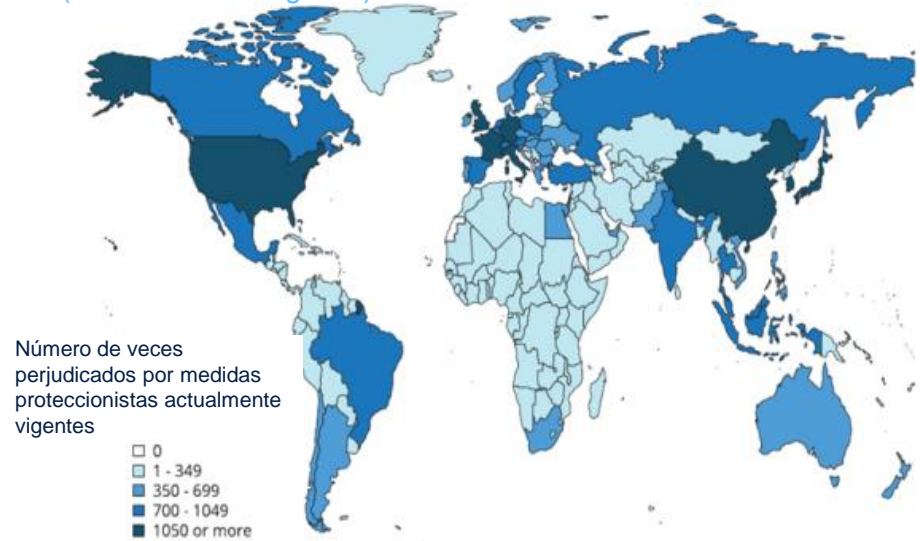 Número de veces
perjudicados por medidas
proteccionistas actualmente
vigentes
0
1 - 349
350 - 699
700 - 1049
1050 or more